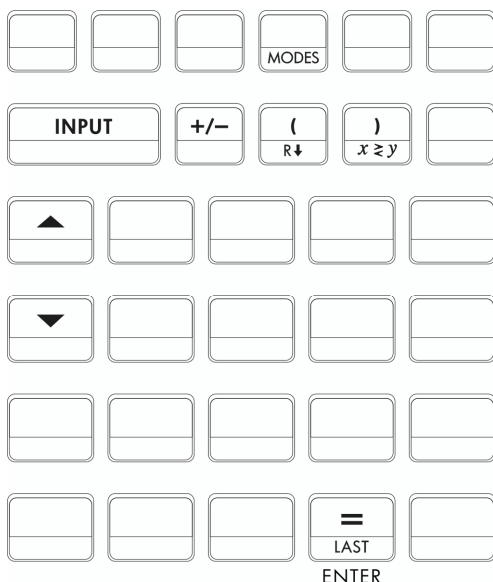 MODES
INPUT +/– ( )
R⬇ x ≷ y
▲
▼
=
LAST
ENTER